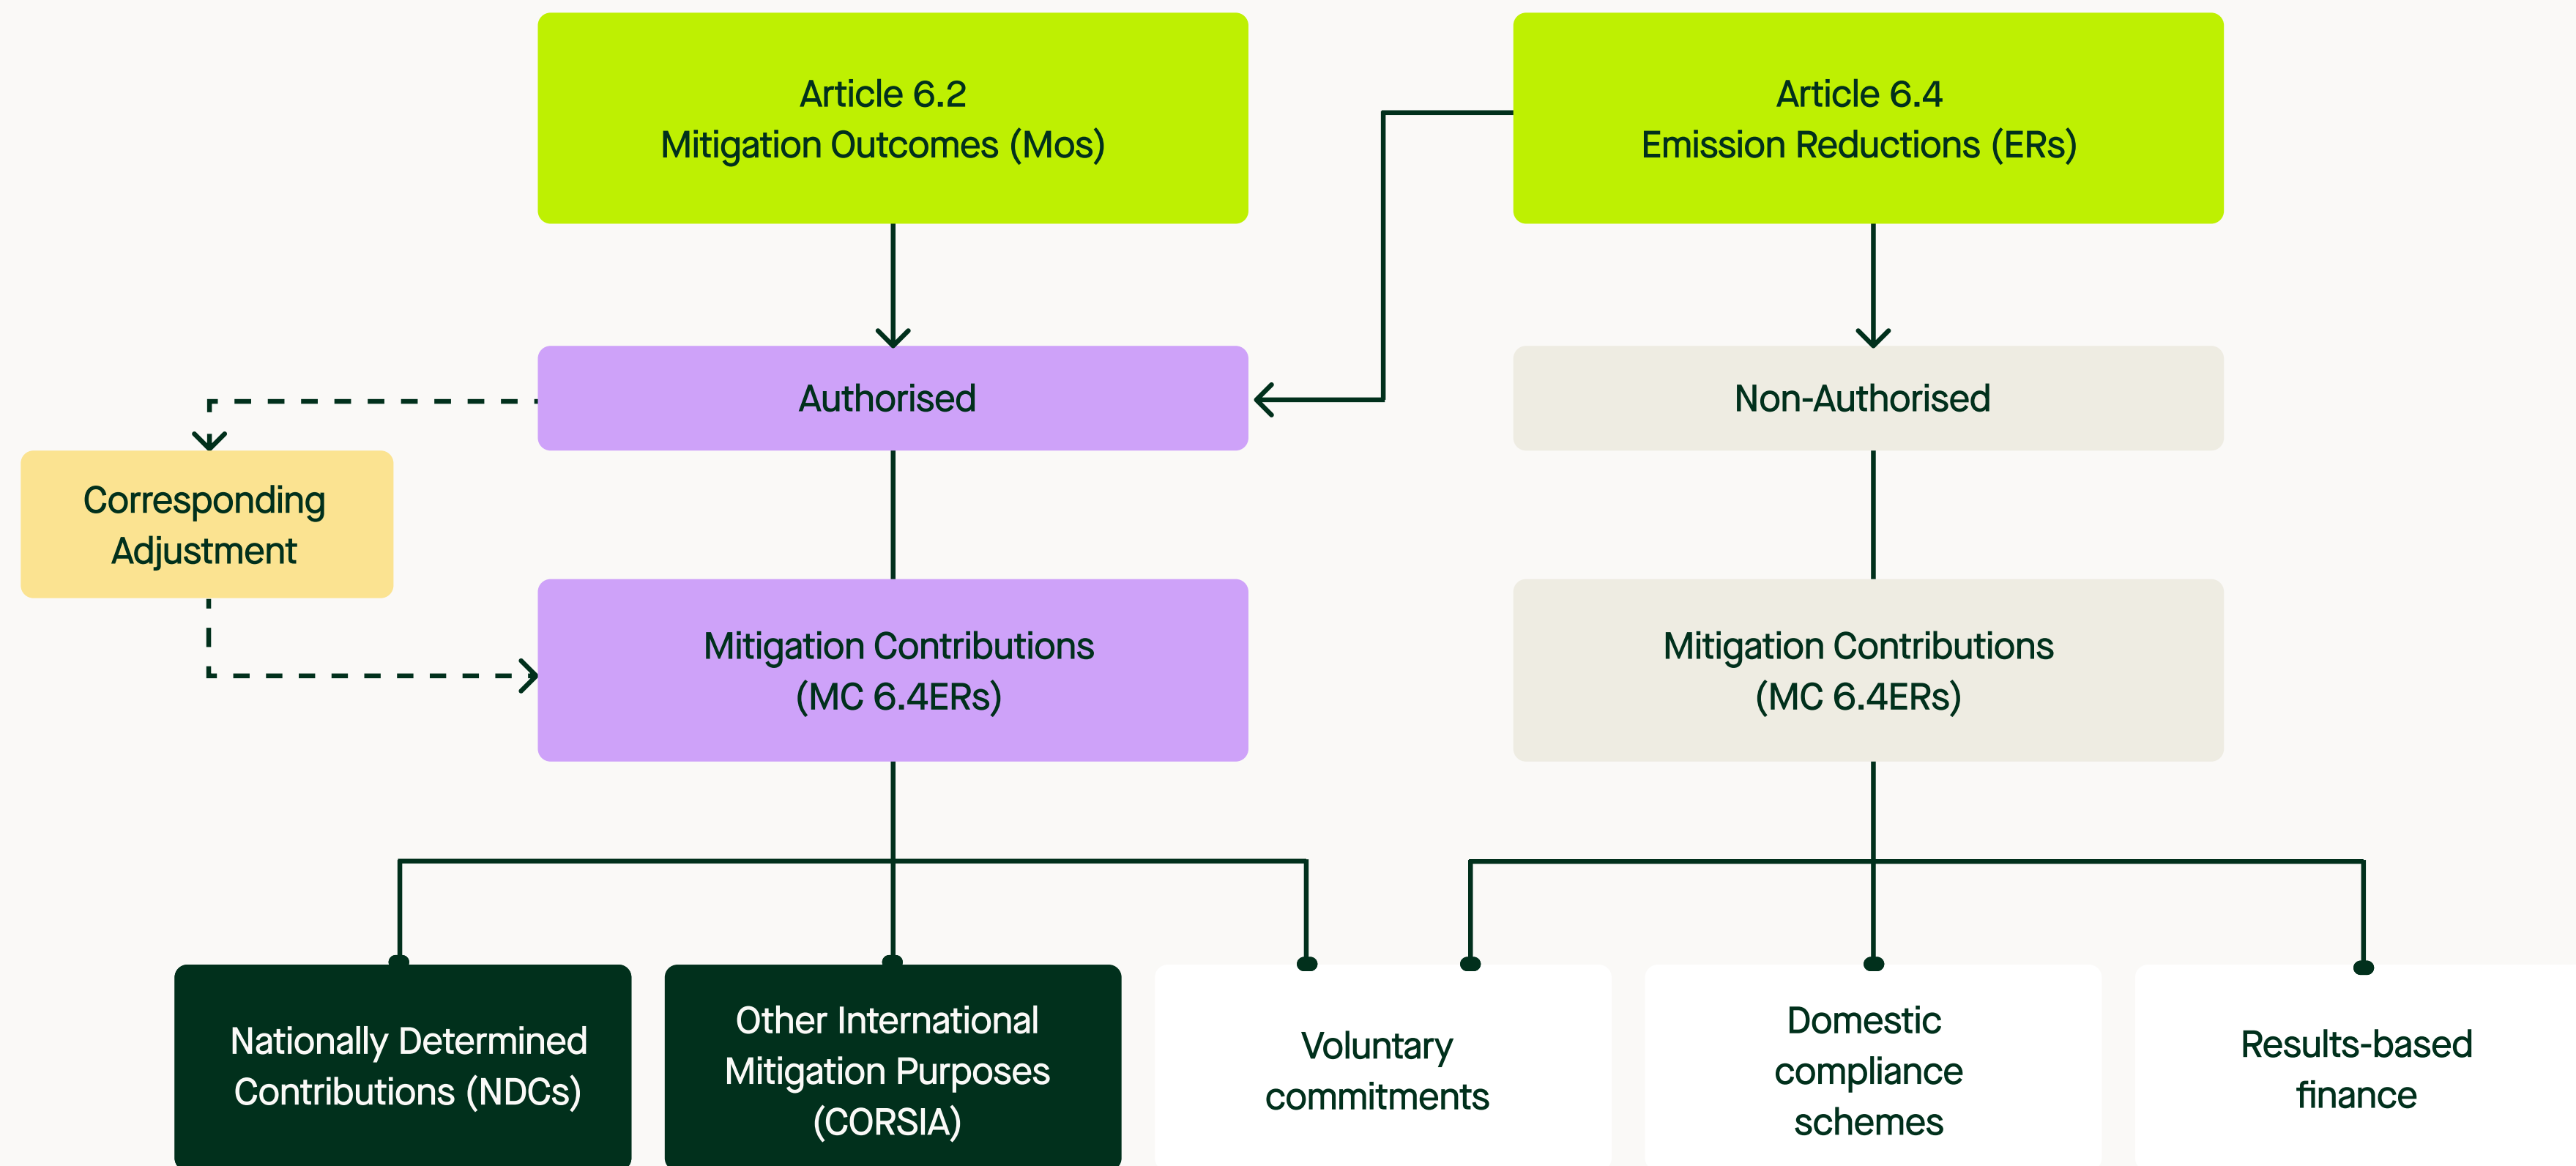 Article 6.2
Mitigation Outcomes (Mos)
Article 6.4
Emission Reductions (ERs)
Authorised
Non-Authorised
Corresponding
Adjustment
Mitigation Contributions
(MC 6.4ERs)
Mitigation Contributions
(MC 6.4ERs)
Nationally Determined
Contributions (NDCs)
Other International
Mitigation Purposes
(CORSIA)
Voluntary
commitments
Domestic
compliance
schemes
Results-based
finance